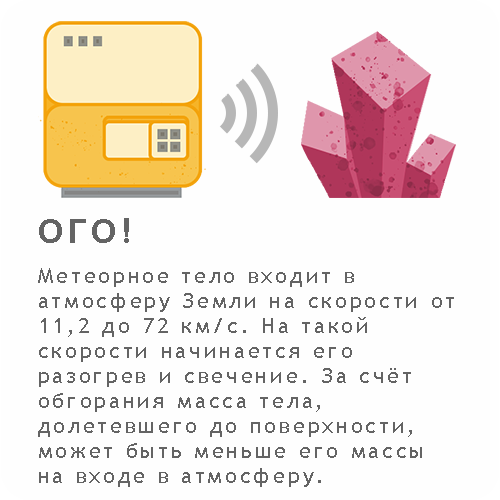 ОГО!
Метеорное тело входит в
атмосферу Земли на скорости от
11,2 до 72 км/с. На такой
скорости начинается его
разогрев и свечение. За счёт
обгорания масса тела,
долетевшего до поверхности,
может быть меньше его массы
на входе в атмосферу.